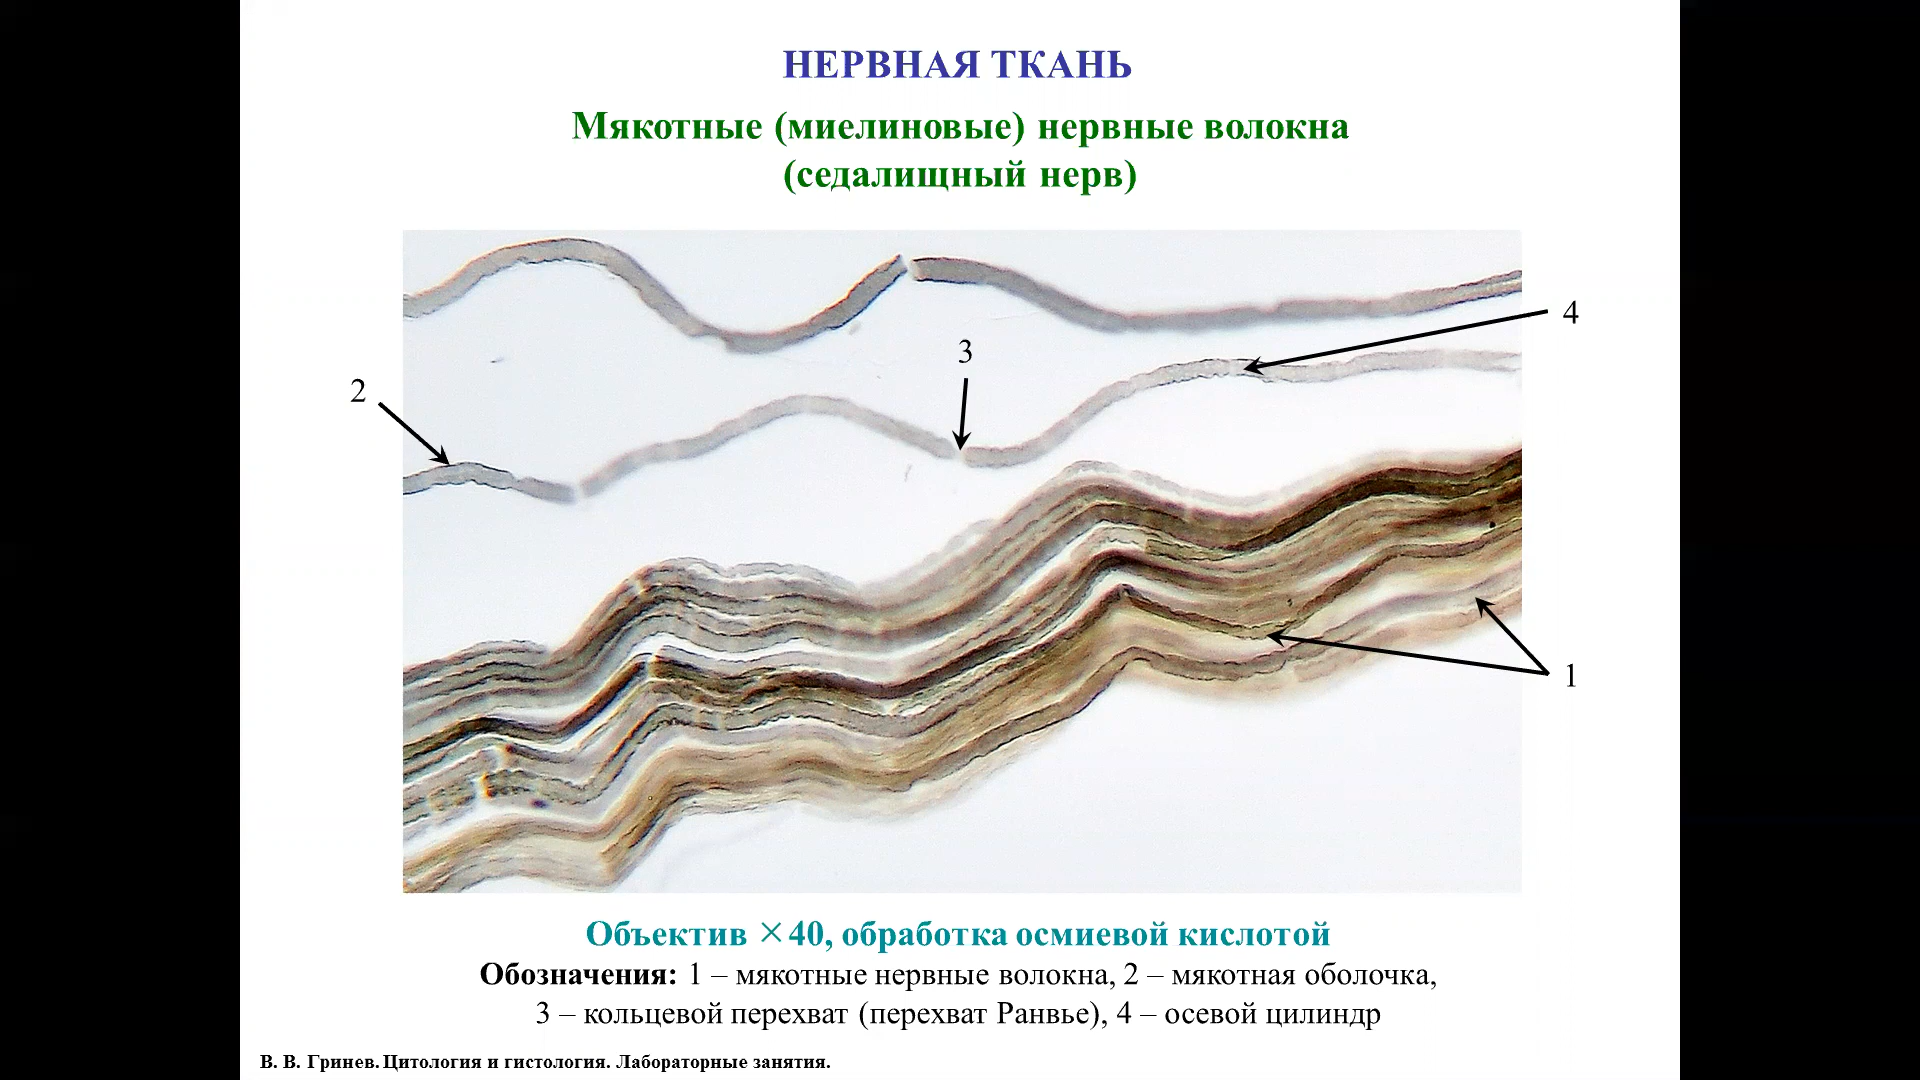 НЕРВНАЯ ТКАНЬ
Мякотные (миелиновые) нервные волокна
(седалищный нерв)
4
3
2
1
Объектив ×40, обработка осмиевой кислотой
Обозначения: 1 – мякотные нервные волокна, 2 – мякотная оболочка,
3 – кольцевой перехват (перехват Ранвье), 4 – осевой цилиндр
В. В. Гринев. Цитология и гистология. Лабораторные занятия.